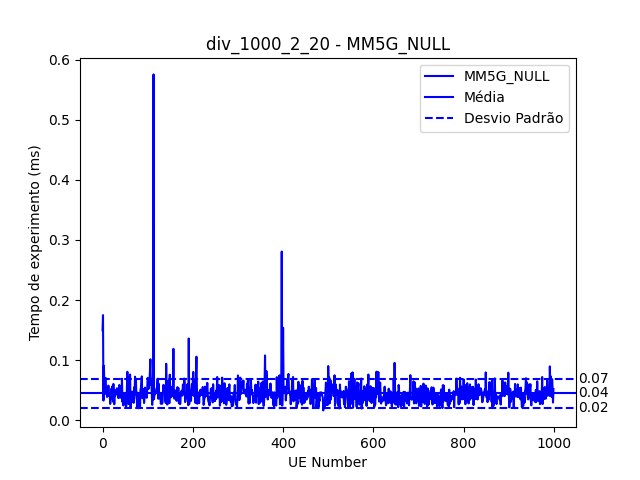 div_1000_2_20 - MM5G_NULL
MM5G_NULL
Média
Desvio Padrão
Tempo de experimento (ms)
0.6
0.5
0.4
0.3
0.2
0.1
0.0
0.07
0.04
0.02
0
200
400
600
800
1000
UE Number